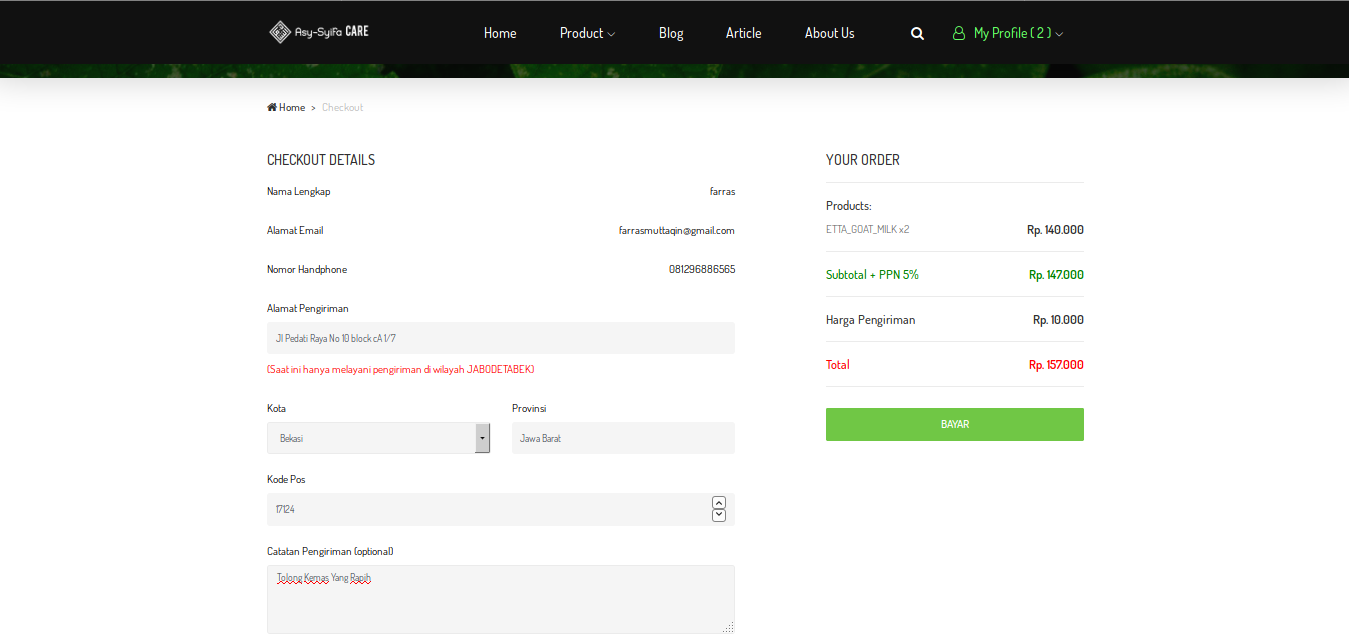 Asy-Syifa CARE
Home Product Blog Article About Us My Profile ( 2 )
Home > Checkout
CHECKOUT DETAILS
Nama Lengkap farras
Alamat Email farrasmuttaqin@gmail.com
Nomor Handphone 081296886565
Alamat Pengiriman
Jl Pedati Raya No 10 block cA 1/7
(Saat ini hanya melayani pengiriman di wilayah JABODETABEK)
Kota Provinsi
Bekasi Jawa Barat
Kode Pos
17124
Catatan Pengiriman (optional)
Tolong Kemas Yang Rapih
YOUR ORDER
Products:
ETTA_GOAT_MILK x2 Rp. 140.000
Subtotal + PPN 5% Rp. 147.000
Harga Pengiriman Rp. 10.000
Total Rp. 157.000
BAYAR